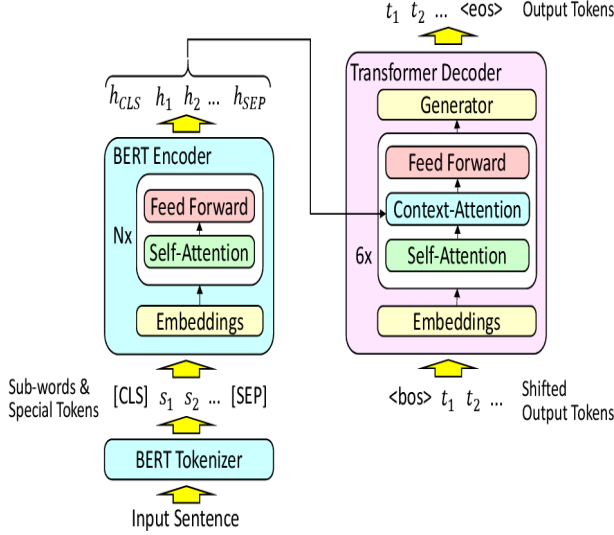 t₁ t₂ ... <eos> Output Tokens
Transformer Decoder
Generator
Feed Forward
Context-Attention
6x
Self-Attention
Embeddings
<bos> t₁ t₂ ... Shifted
Output Tokens
h_CLS h₁ h₂ ... h_SEP
BERT Encoder
Feed Forward
Nx
Self-Attention
Embeddings
Sub-words &
Special Tokens
[CLS] s₁ s₂ ... [SEP]
BERT Tokenizer
Input Sentence